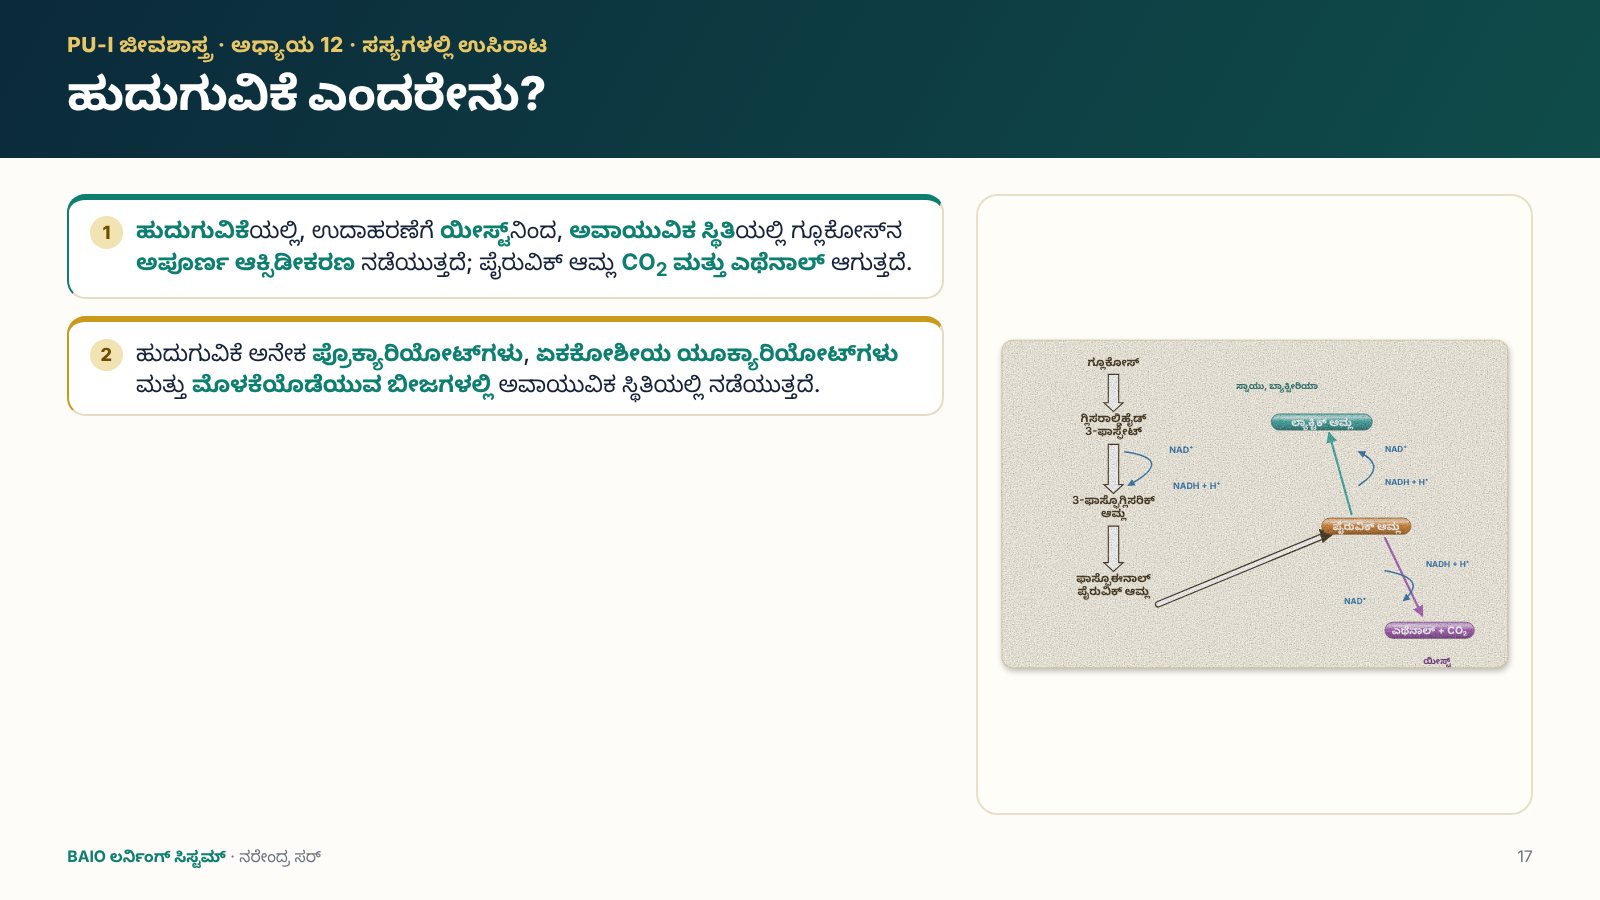 PU-I ಜೀವಶಾಸ್ತ್ರ · ಅಧ್ಯಾಯ 12 · ಸಸ್ಯಗಳಲ್ಲಿ ಉಸಿರಾಟ
ಹುದುಗುವಿಕೆ ಎಂದರೇನು?
1 ಹುದುಗುವಿಕೆಯಲ್ಲಿ, ಉದಾಹರಣೆಗೆ ಯೀಸ್ಟ್‌ನಿಂದ, ಅವಾಯುವಿಕ ಸ್ಥಿತಿಯಲ್ಲಿ ಗ್ಲೂಕೋಸ್‌ನ
ಅಪೂರ್ಣ ಆಕ್ಸಿಡೀಕರಣ ನಡೆಯುತ್ತದೆ; ಪೈರುವಿಕ್ ಆಮ್ಲ CO₂ ಮತ್ತು ಎಥೆನಾಲ್ ಆಗುತ್ತದೆ.
2 ಹುದುಗುವಿಕೆ ಅನೇಕ ಪ್ರೊಕ್ಯಾರಿಯೋಟ್‌ಗಳು, ಏಕಕೋಶೀಯ ಯೂಕ್ಯಾರಿಯೋಟ್‌ಗಳು
ಮತ್ತು ಮೊಳಕೆಯೊಡೆಯುವ ಬೀಜಗಳಲ್ಲಿ ಅವಾಯುವಿಕ ಸ್ಥಿತಿಯಲ್ಲಿ ನಡೆಯುತ್ತದೆ.
ಗ್ಲೂಕೋಸ್
ಗ್ಲಿಸರಾಲ್ಡಿಹೈಡ್
3-ಫಾಸ್ಫೇಟ್
NAD⁺
NADH + H⁺
3-ಫಾಸ್ಫೊಗ್ಲಿಸರಿಕ್
ಆಮ್ಲ
ಫಾಸ್ಫೊಈನಾಲ್
ಪೈರುವಿಕ್ ಆಮ್ಲ
ಸ್ನಾಯು, ಬ್ಯಾಕ್ಟೀರಿಯಾ
ಲ್ಯಾಕ್ಟಿಕ್ ಆಮ್ಲ
NAD⁺
NADH + H⁺
ಪೈರುವಿಕ್ ಆಮ್ಲ
NADH + H⁺
NAD⁺
ಎಥೆನಾಲ್ + CO₂
ಯೀಸ್ಟ್
BAIO ಲರ್ನಿಂಗ್ ಸಿಸ್ಟಮ್ · ನರೇಂದ್ರ ಸರ್
17